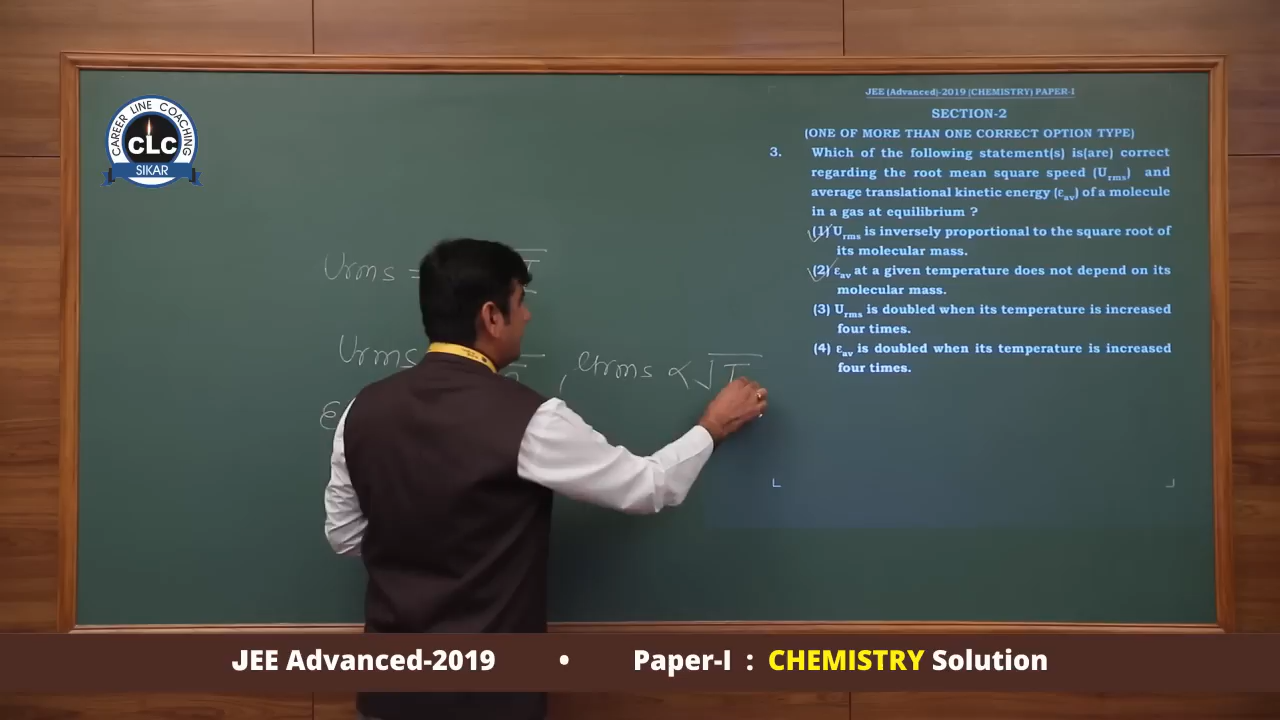 CAREER LINE COACHING
CLC
SIKAR
JEE (Advanced)-2019 (CHEMISTRY) PAPER-I
SECTION-2
(ONE OF MORE THAN ONE CORRECT OPTION TYPE)
3. Which of the following statement(s) is(are) correct
regarding the root mean square speed (Urms) and
average translational kinetic energy (εav) of a molecule
in a gas at equilibrium ?
(1) Urms is inversely proportional to the square root of
its molecular mass.
(2) εav at a given temperature does not depend on its
molecular mass.
(3) Urms is doubled when its temperature is increased
four times.
(4) εav is doubled when its temperature is increased
four times.
Urms =
Urms , Urms ∝ √T
JEE Advanced-2019 • Paper-I : CHEMISTRY Solution